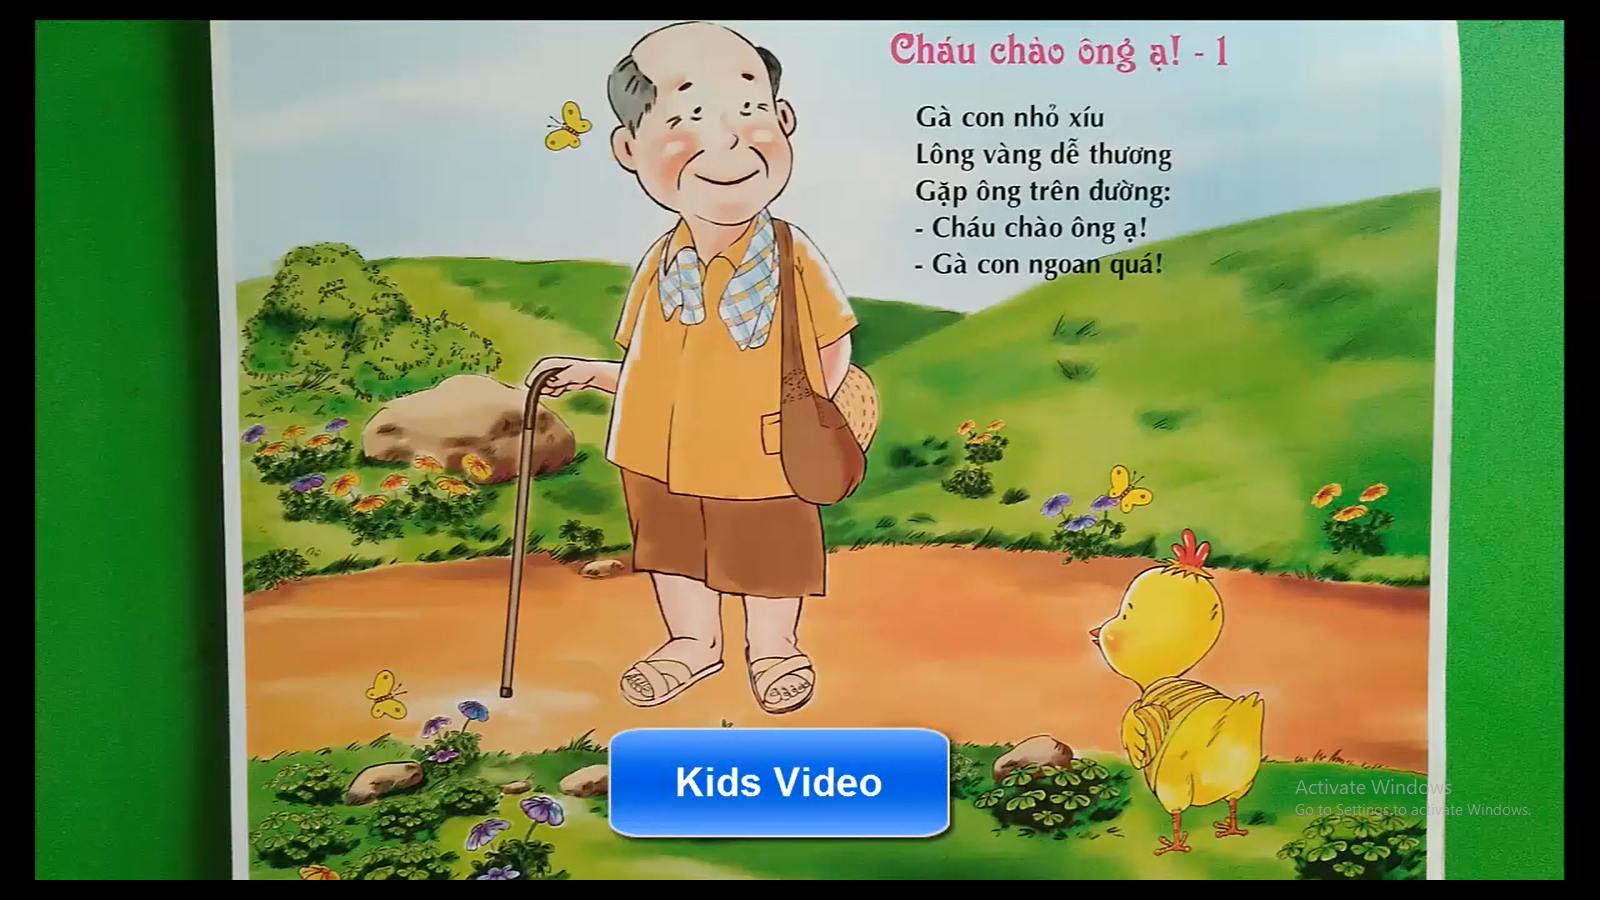 Cháu chào ông ạ! - 1
Gà con nhỏ xíu
Lông vàng dễ thương
Gặp ông trên đường:
- Cháu chào ông ạ!
- Gà con ngoan quá!
Kids Video
Activate Windows
Go to Settings to activate Windows.